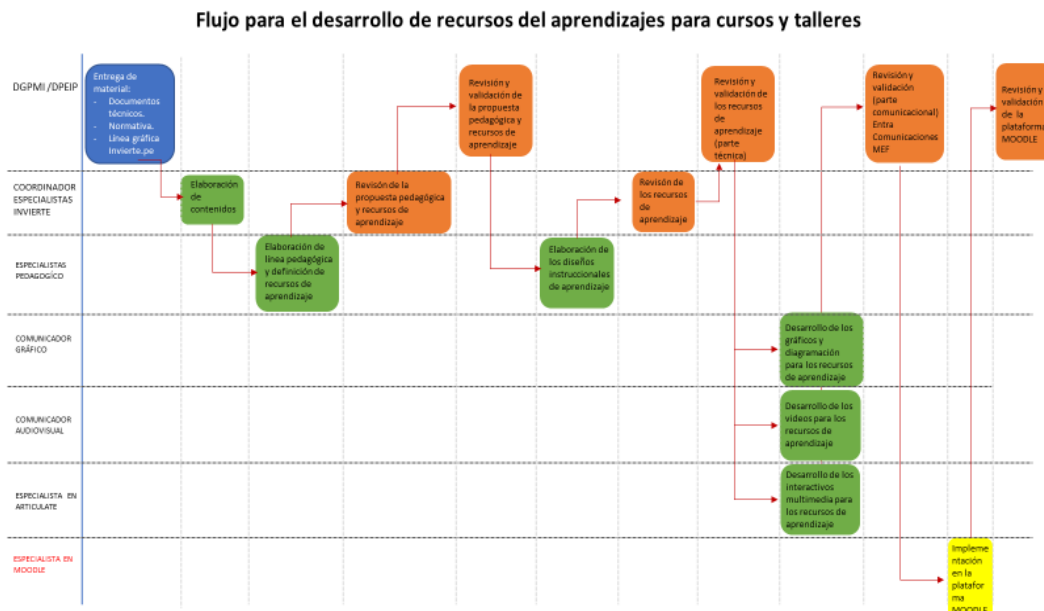 Flujo para el desarrollo de recursos del aprendizajes para cursos y talleres
DGPMI /DPEIP
Entrega de
material:
- Documentos
técnicos.
- Normativa.
- Línea gráfica
Invierte.pe
Revisión y
validación de
la propuesta
pedagógica y
recursos de
aprendizaje
Revisión y
validación de
los recursos
de
aprendizaje
(parte
técnica)
Revisión y
validación
(parte
comunicacional)
Entra
Comunicaciones
MEF
Revisión y
validación
de la
plataforma
MOODLE
COORDINADOR
ESPECIALISTAS
INVIERTE
Elaboración
de
contenidos
Revisón de la
propuesta pedagógica
y recursos de
aprendizaje
Revisón de
los recursos
de
aprendizaje
ESPECIALISTAS
PEDAGOGÍCO
Elaboración de
línea pedagógica
y definición de
recursos de
aprendizaje
Elaboración de
los diseños
instruccionales
de aprendizaje
COMUNICADOR
GRÁFICO
Desarrollo de los
gráficos y
diagramación
para los recursos
de aprendizaje
COMUNICADOR
AUDIOVISUAL
Desarrollo de los
videos para los
recursos de
aprendizaje
ESPECIALISTA EN
ARTICULATE
Desarrollo de los
interactivos
multimedia para
los recursos de
aprendizaje
ESPECIALISTA EN
MOODLE
Impleme
ntación
en la
platafor
ma
MOODLE